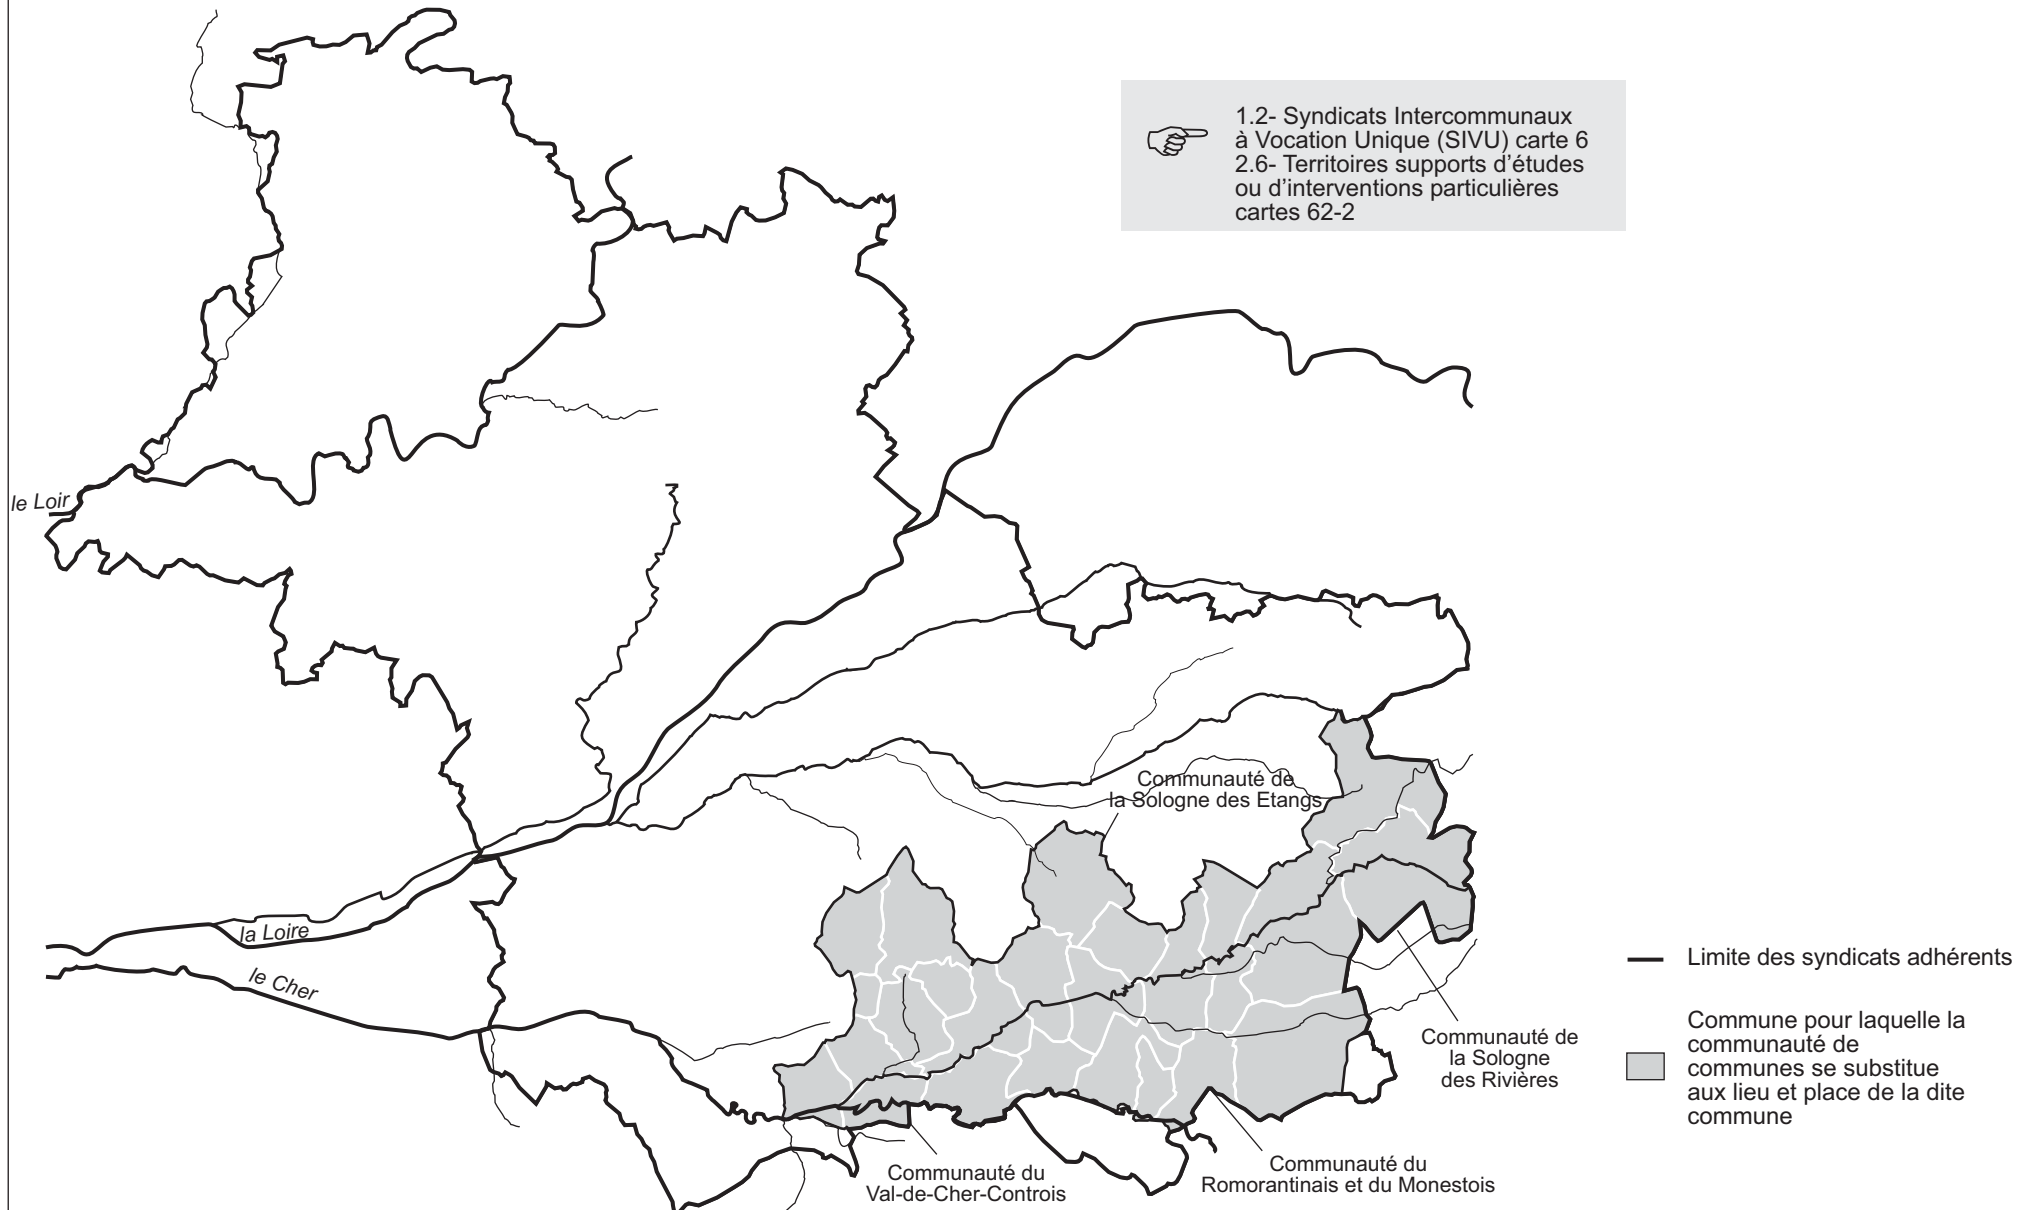 1.2- Syndicats Intercommunaux
à Vocation Unique (SIVU) carte 6
2.6- Territoires supports d'études
ou d'interventions particulières
cartes 62-2
le Loir
Communauté de
la Sologne des Etangs
la Loire
le Cher
Limite des syndicats adhérents
Commune pour laquelle la
communauté de
communes se substitue
aux lieu et place de la dite
commune
Communauté de
la Sologne
des Rivières
Communauté du
Val-de-Cher-Controis
Communauté du
Romorantinais et du Monestois